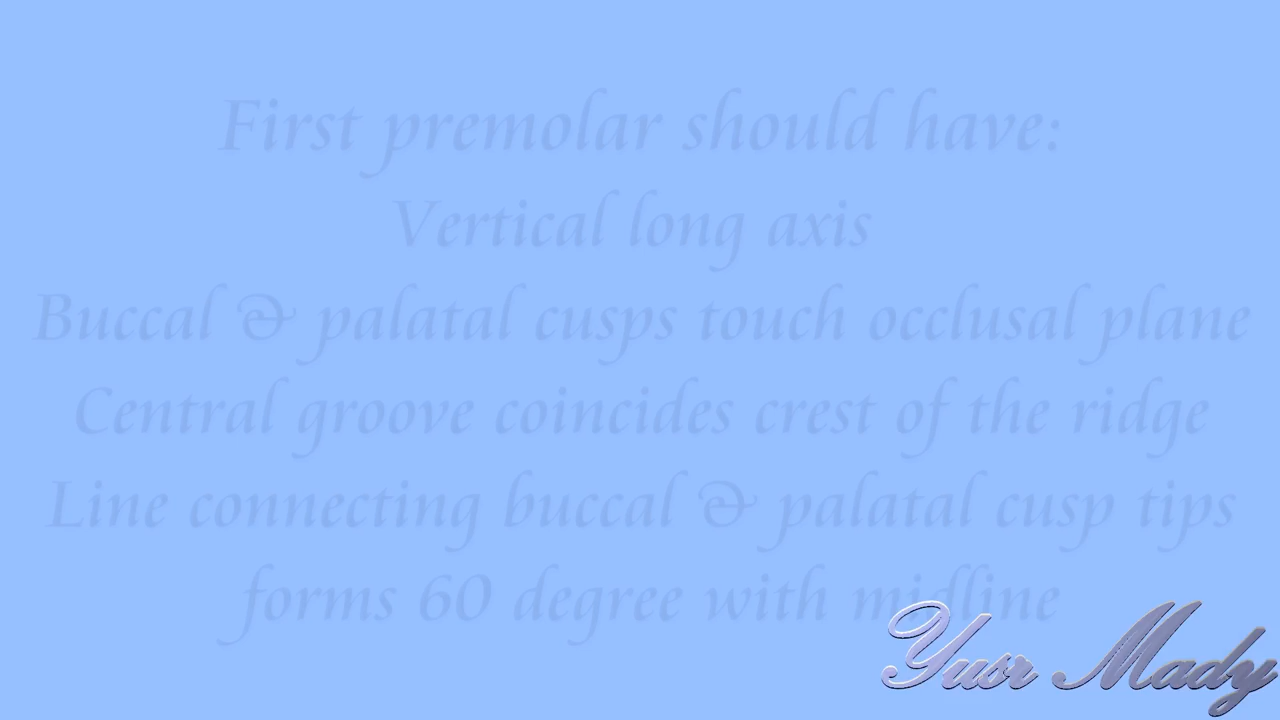 First premolar should have:
Vertical long axis
Buccal & palatal cusps touch occlusal plane
Central groove coincides crest of the ridge
Line connecting buccal & palatal cusp tips
forms 60 degree with midline
Yusr Mady